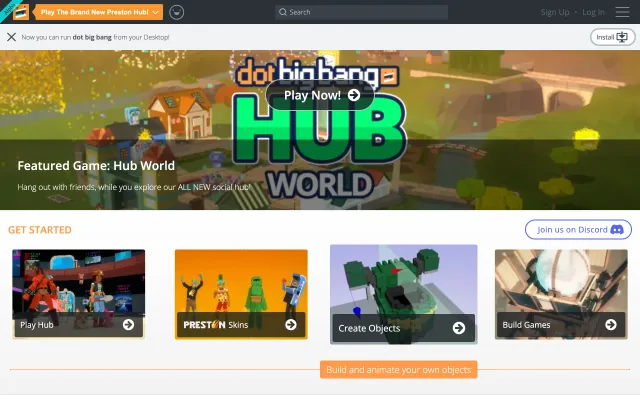 Play The Brand New Preston Hub!
Search
Sign Up • Log In
Now you can run dot big bang from your Desktop!
Install
dotbigbang
HUB
WORLD
Play Now!
Featured Game: Hub World
Hang out with friends, while you explore our ALL NEW social hub!
GET STARTED
Join us on Discord
Play Hub
PRESTON Skins
Create Objects
Build Games
Build and animate your own objects